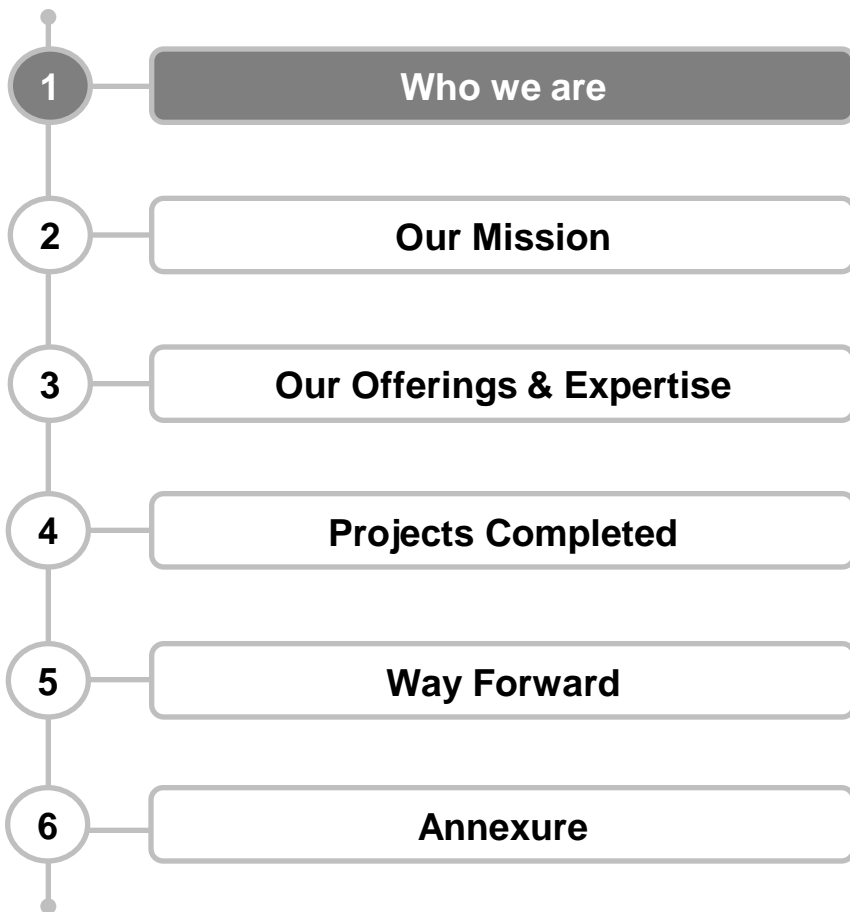 1 Who we are
2 Our Mission
3 Our Offerings & Expertise
4 Projects Completed
5 Way Forward
6 Annexure